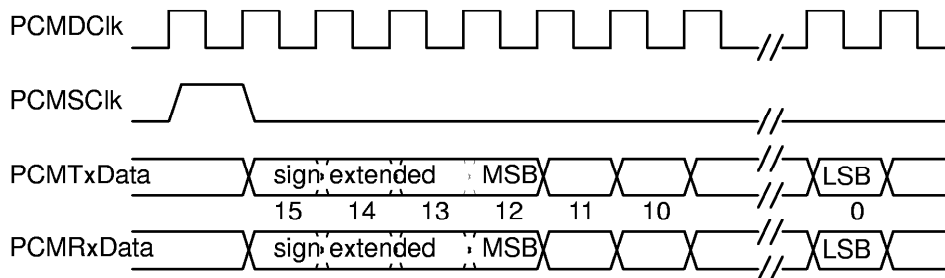 PCMDClk
PCMSClk
PCMTxData sign extended MSB LSB
15 14 13 12 11 10 0
PCMRxData sign extended MSB LSB